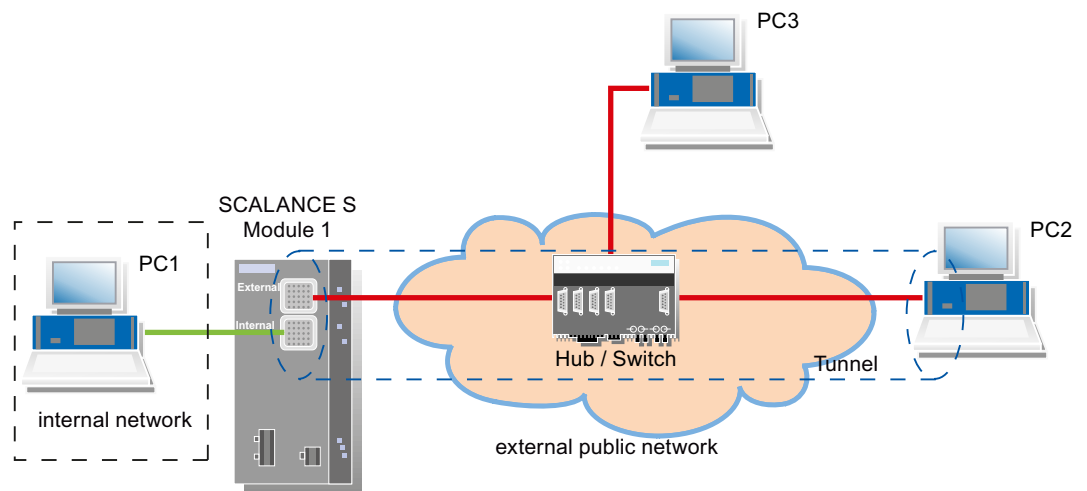 PC3
SCALANCE S
Module 1
PC2
PC1
External
Internal
Hub / Switch
Tunnel
internal network
external public network